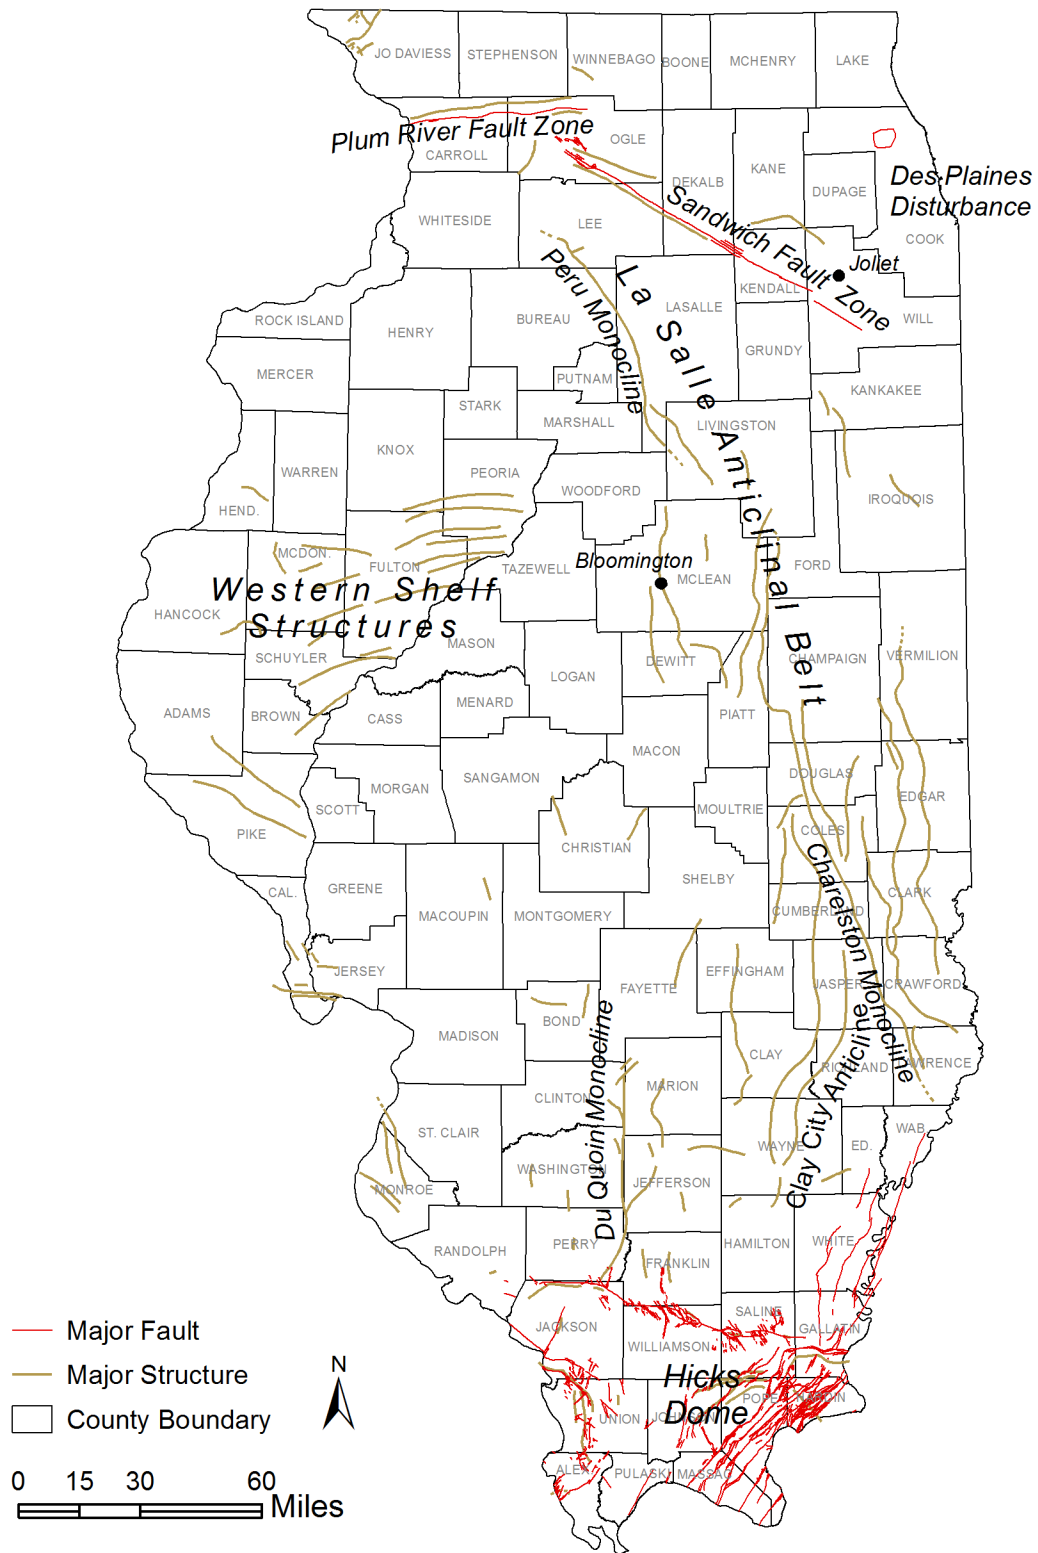 JO DAVIESS
STEPHENSON
WINNEBAGO
BOONE
MCHENRY
LAKE
Plum River Fault Zone
CARROLL
OGLE
DEKALB
KANE
DUPAGE
Des Plaines
Disturbance
COOK
WHITESIDE
LEE
Sandwich Fault Zone
Joliet
KENDALL
WILL
ROCK ISLAND
HENRY
BUREAU
Peru Monocline
La Salle Anticlinal Belt
LASALLE
GRUNDY
MERCER
PUTNAM
KANKAKEE
STARK
MARSHALL
LIVINGSTON
KNOX
WARREN
PEORIA
WOODFORD
IROQUOIS
HEND.
MCDON.
FULTON
TAZEWELL
Bloomington
MCLEAN
FORD
Western Shelf
Structures
HANCOCK
SCHUYLER
MASON
LOGAN
DEWITT
CHAMPAIGN
VERMILION
ADAMS
BROWN
CASS
MENARD
PIATT
MACON
SANGAMON
MORGAN
SCOTT
DOUGLAS
EDGAR
MOULTRIE
COLES
PIKE
CHRISTIAN
SHELBY
CAL.
GREENE
MACOUPIN
MONTGOMERY
CUMBERLAND
CLARK
Charelston Monocline
JERSEY
FAYETTE
EFFINGHAM
JASPER
CRAWFORD
MADISON
BOND
Du Quoin Monocline
CLAY
Clay City Anticliue
RICHLAND
LAWRENCE
CLINTON
MARION
ST. CLAIR
WAYNE
ED.
WAB.
WASHINGTON
JEFFERSON
MONROE
RANDOLPH
PERRY
FRANKLIN
HAMILTON
WHITE
JACKSON
WILLIAMSON
SALINE
GALLATIN
Hicks
Dome
UNION
JOHNSON
POPE
HARDIN
ALEX.
PULASKI
MASSAC
Major Fault
Major Structure
County Boundary
N
0 15 30 60
Miles